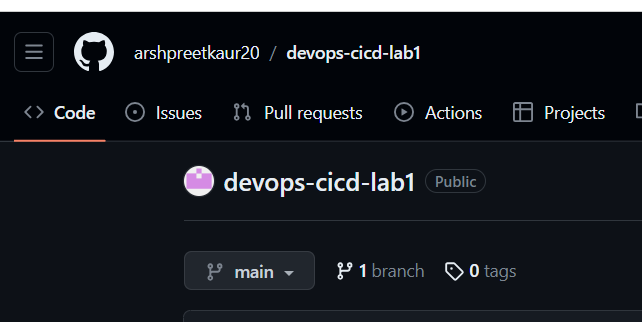 arshpreetkaur20 / devops-cicd-lab1
Code Issues Pull requests Actions Projects
devops-cicd-lab1 Public
main 1 branch 0 tags